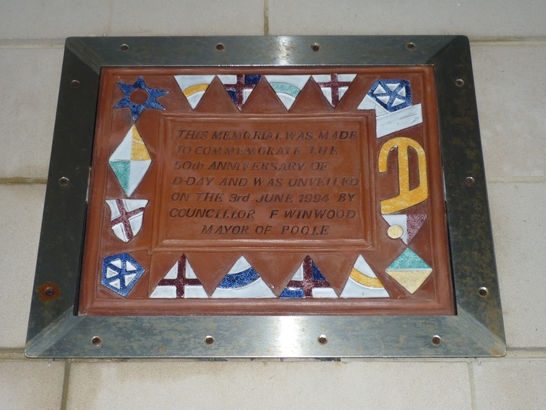 THIS MEMORIAL WAS MADE
TO COMMEMORATE THE
50th ANNIVERSARY OF
D-DAY AND WAS UNVEILED
ON THE 3rd JUNE 1994 BY
COUNCILLOR F WINWOOD
MAYOR OF POOLE